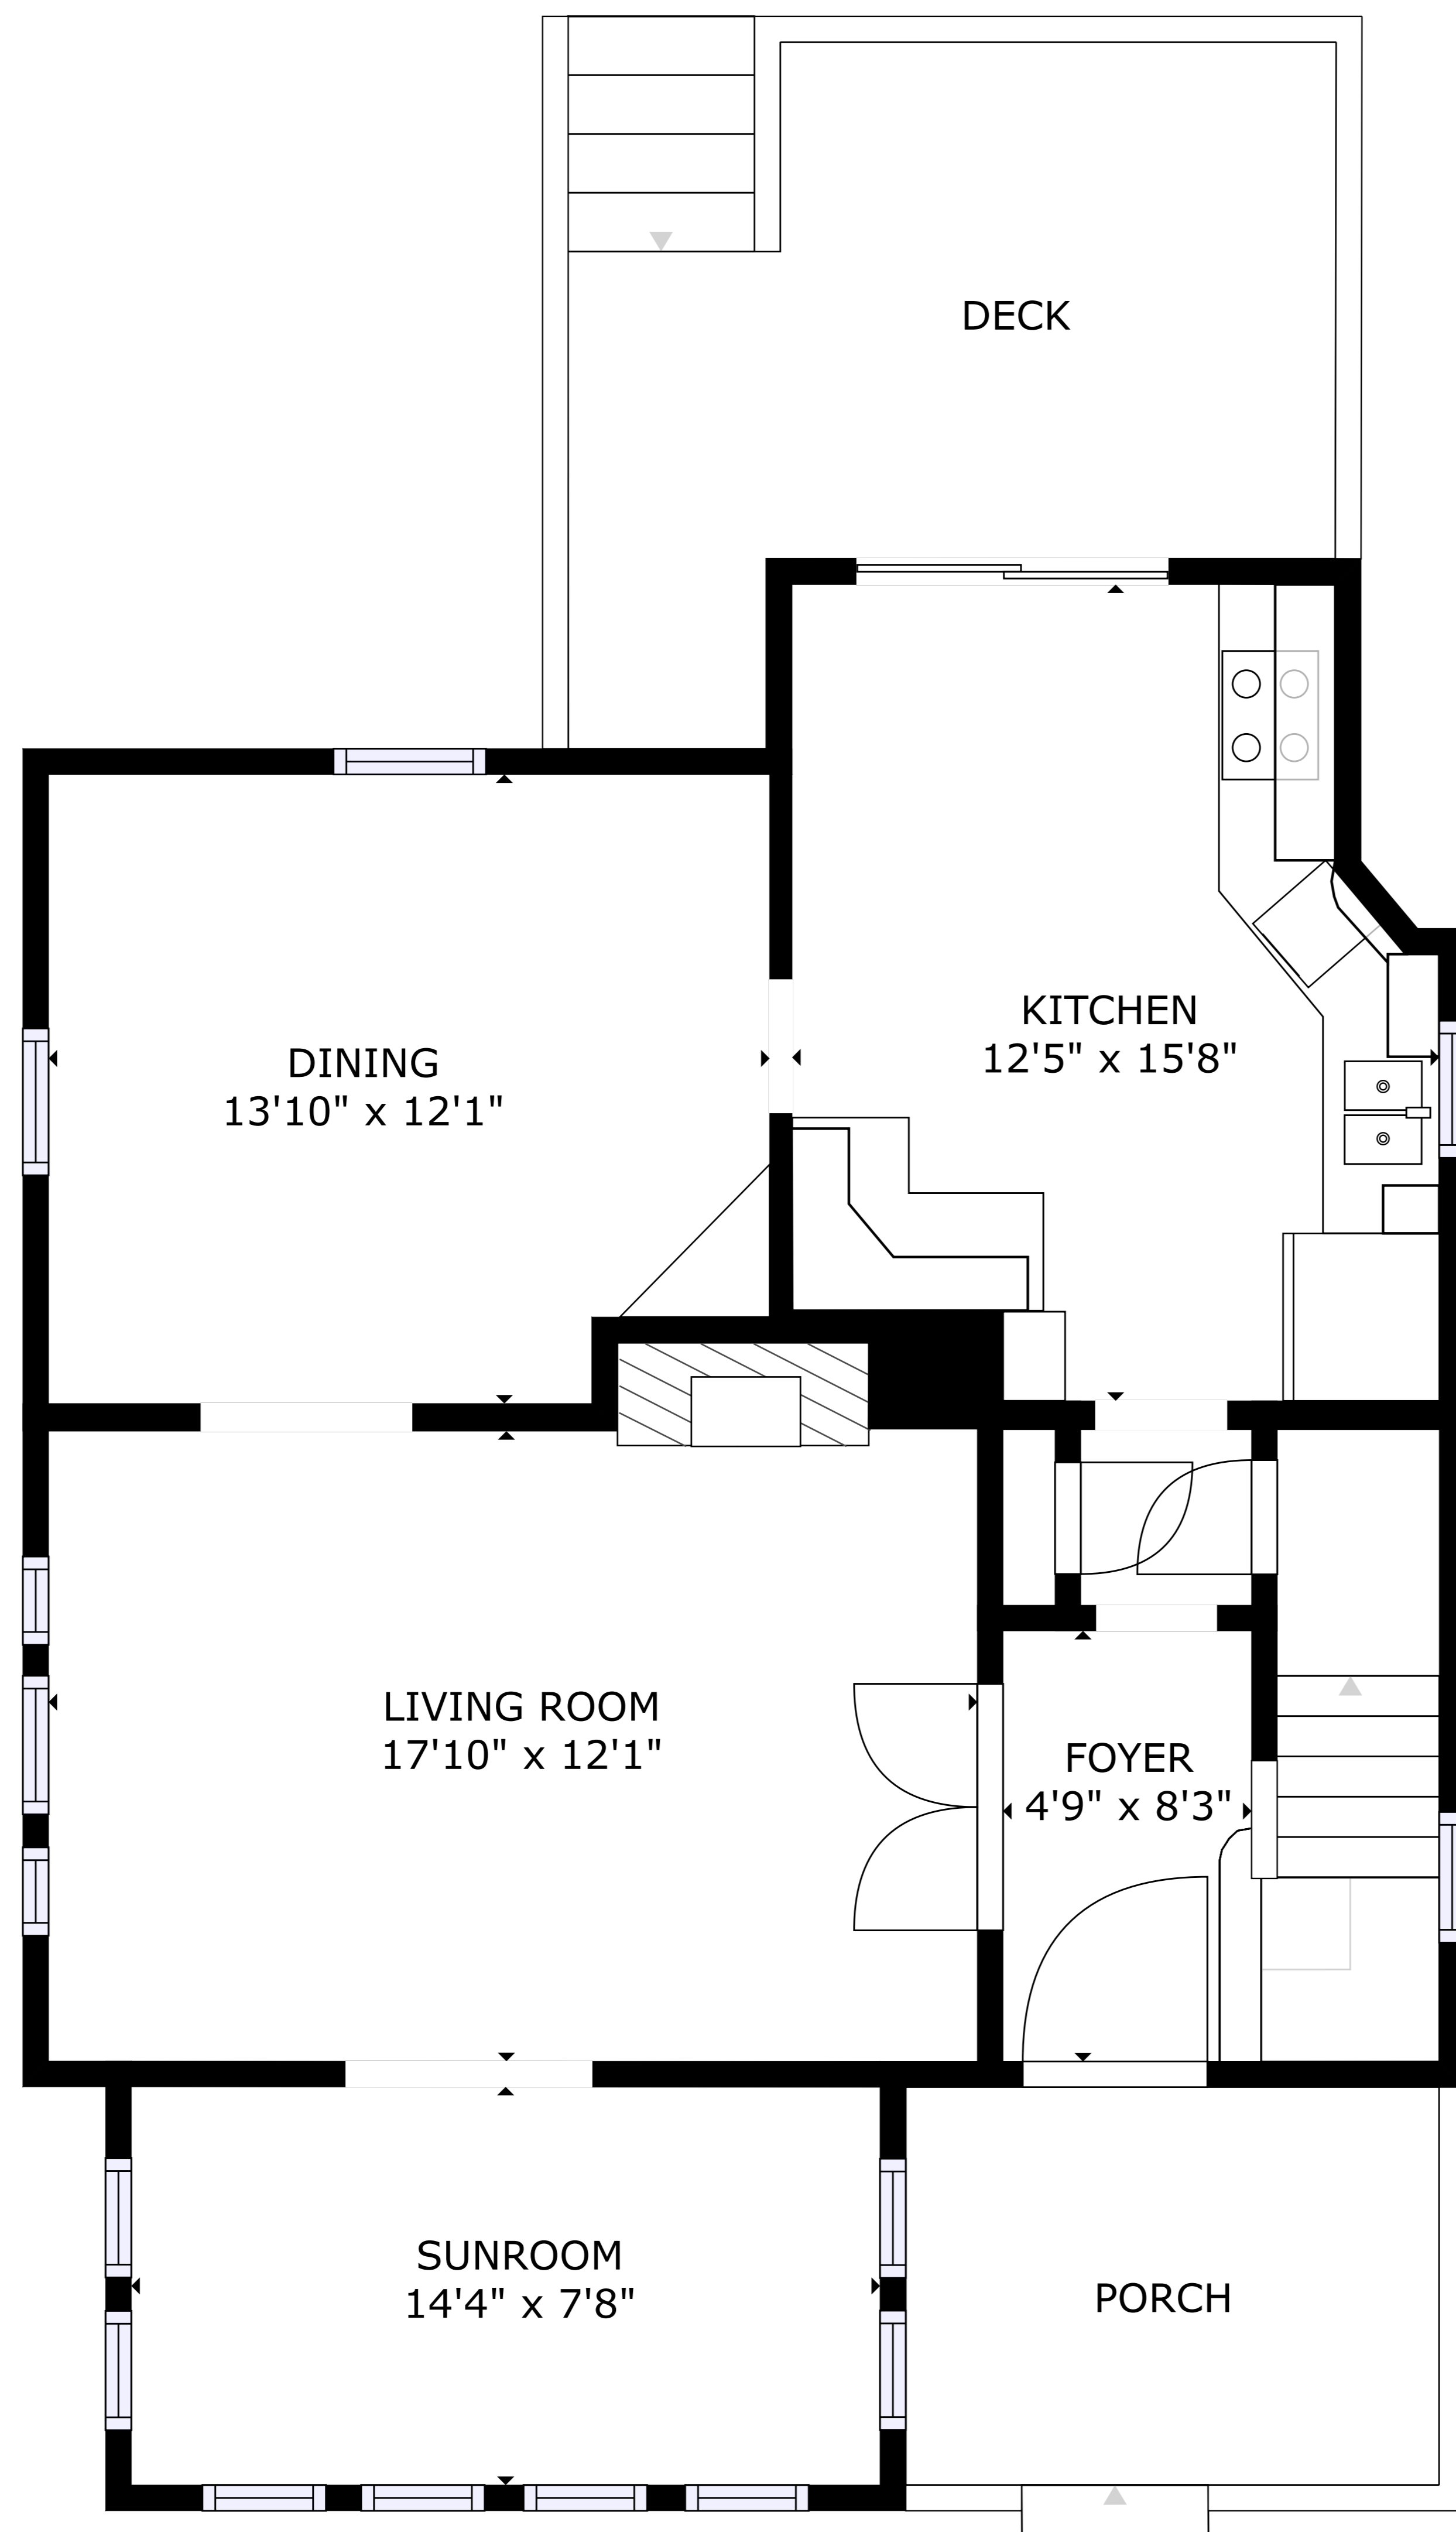 DECK
KITCHEN
12'5" x 15'8"
DINING
13'10" x 12'1"
LIVING ROOM
17'10" x 12'1"
FOYER
4'9" x 8'3"
SUNROOM
14'4" x 7'8"
PORCH